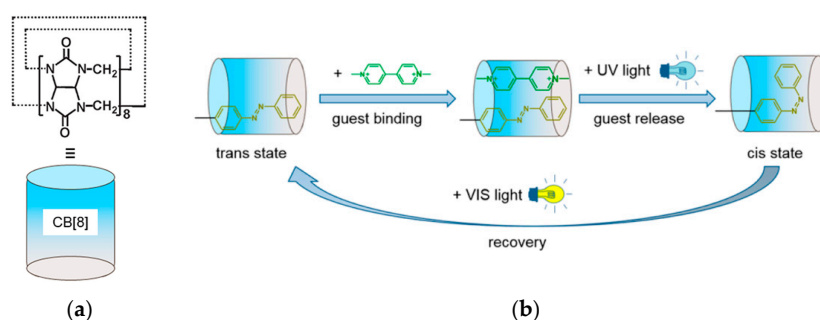 O
N
N-CH2
N
N-CH2
8
O
≡
CB[8]
(a)
+
N+
N+
guest binding
trans state
N+
N+
N
N
N
N
+ UV light
guest release
N
N
cis state
+ VIS light
recovery
(b)